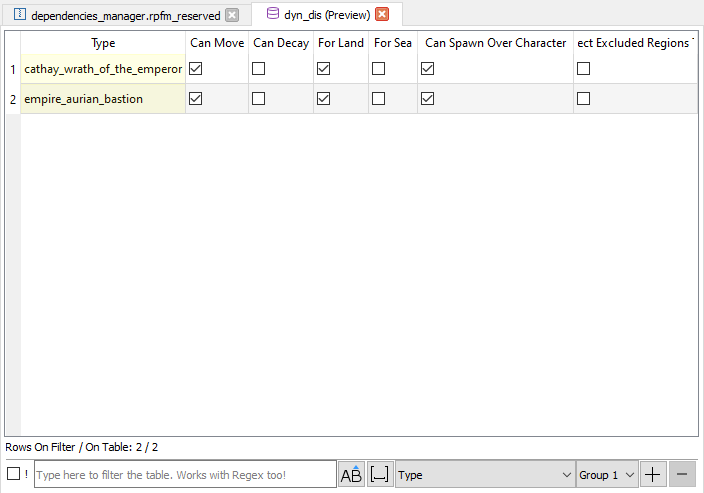 dependencies_manager.rpfm_reserved dyn_dis (Preview)
Type Can Move Can Decay For Land For Sea Can Spawn Over Character ect Excluded Regions
1 cathay_wrath_of_the_emperor
2 empire_aurian_bastion
Rows On Filter / On Table: 2 / 2
! Type here to filter the table. Works with Regex too! AB [...] Type Group 1